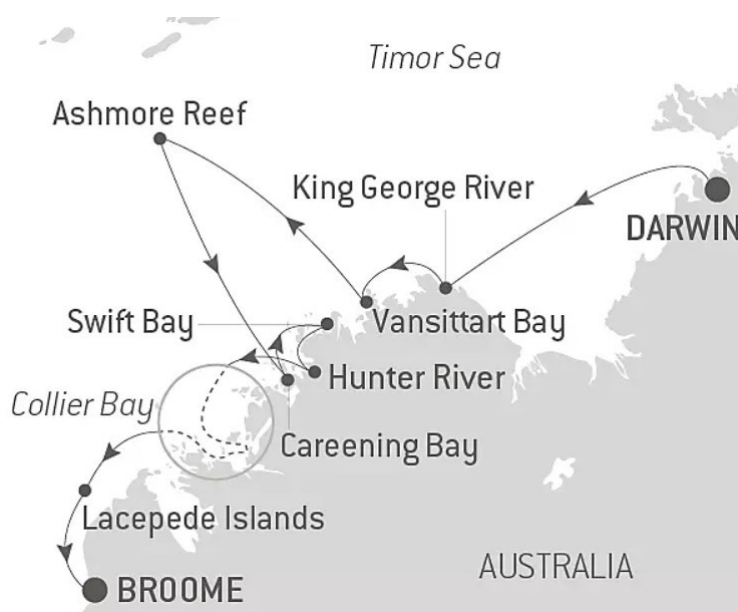 Timor Sea
Ashmore Reef
King George River
DARWIN
Swift Bay
Vansittart Bay
Hunter River
Collier Bay
Careening Bay
Lacepede Islands
AUSTRALIA
BROOME